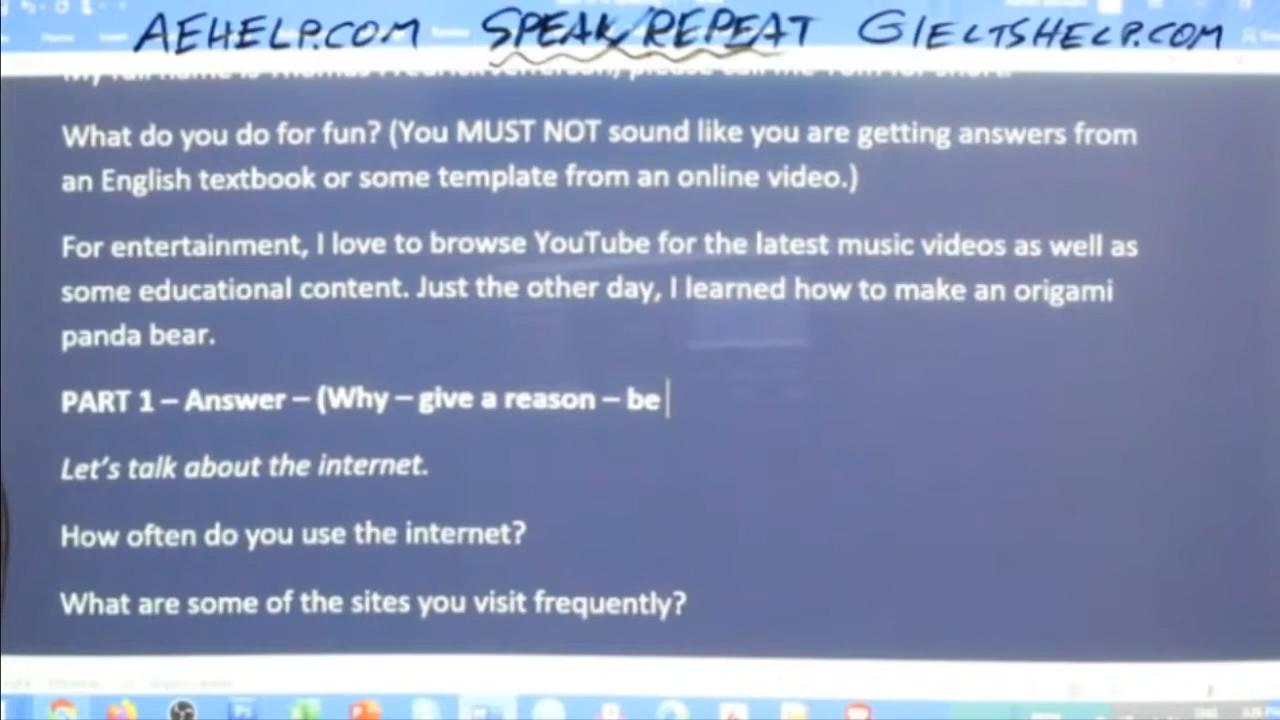 AEHELP.COM SPEAK/REPEAT GIELTSHELP.COM
What do you do for fun? (You MUST NOT sound like you are getting answers from
an English textbook or some template from an online video.)
For entertainment, I love to browse YouTube for the latest music videos as well as
some educational content. Just the other day, I learned how to make an origami
panda bear.
PART 1 – Answer – (Why – give a reason – be
Let's talk about the internet.
How often do you use the internet?
What are some of the sites you visit frequently?